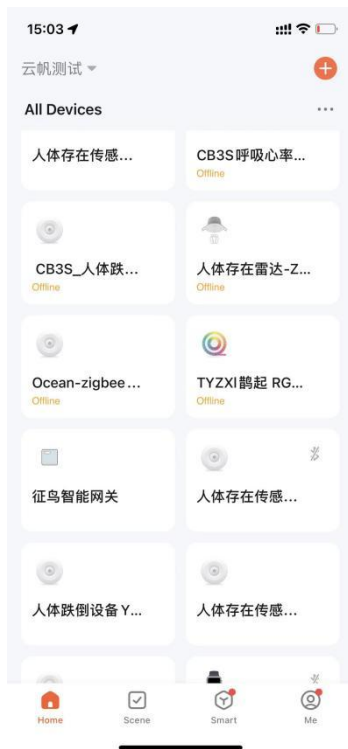 15:03
云帆测试
All Devices
人体存在传感...
CB3S呼吸心率...
Offline
CB3S_人体跌...
Offline
人体存在雷达-Z...
Offline
Ocean-zigbee...
Offline
TYZXI鹊起 RG...
Offline
征鸟智能网关
人体存在传感...
人体跌倒设备Y...
人体存在传感...
Home
Scene
Smart
Me